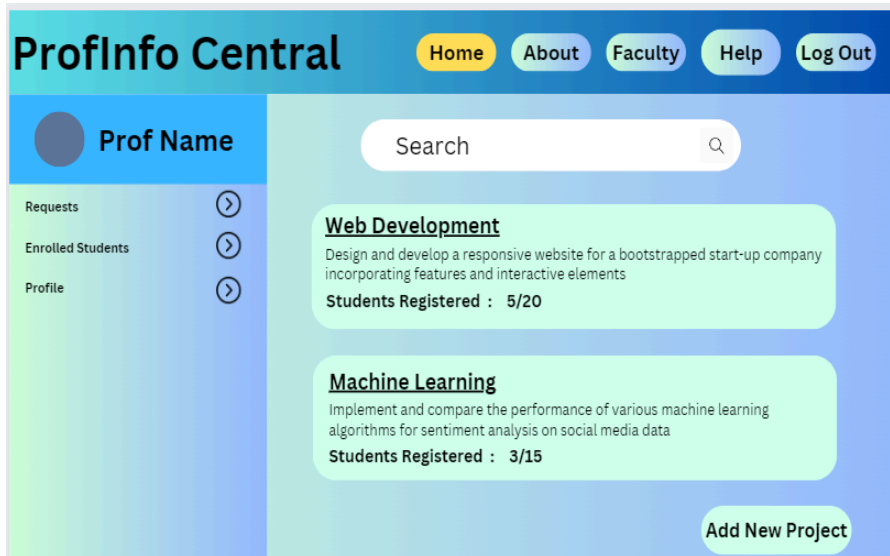 ProfInfo Central
Home
About
Faculty
Help
Log Out
Prof Name
Requests
Enrolled Students
Profile
Search
Web Development
Design and develop a responsive website for a bootstrapped start-up company
incorporating features and interactive elements
Students Registered : 5/20
Machine Learning
Implement and compare the performance of various machine learning
algorithms for sentiment analysis on social media data
Students Registered : 3/15
Add New Project